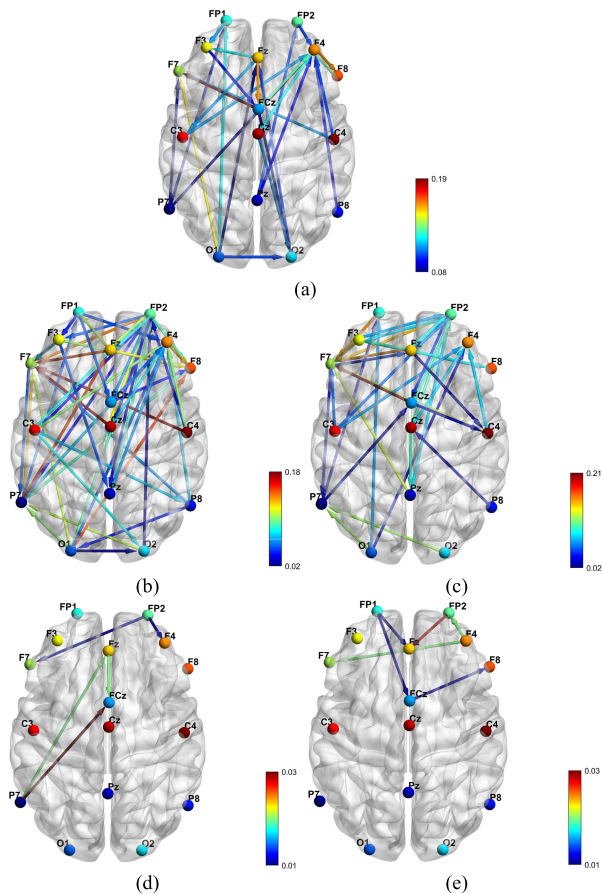 FP1 FP2
F3 Fz F4
F7 F8
FCz
C3 Cz C4
0.19
Pz
P7 P8
O1 O2
0.08
(a)
FP1 FP2 FP1 FP2
F3 Fz F4 F3 Fz F4
F7 F8 F7 F8
FCz FCz
C3 Cz C4 C3 Cz C4
0.18 0.21
Pz Pz
P7 P8 P7 P8
O1 O2 O1 O2
0.02 0.02
(b) (c)
FP1 FP2 FP1 FP2
F3 Fz F4 F3 Fz F4
F7 F8 F7 F8
FCz FCz
C3 Cz C4 C3 Cz C4
0.03 0.03
Pz Pz
P7 P8 P7 P8
O1 O2 O1 O2
0.01 0.01
(d) (e)